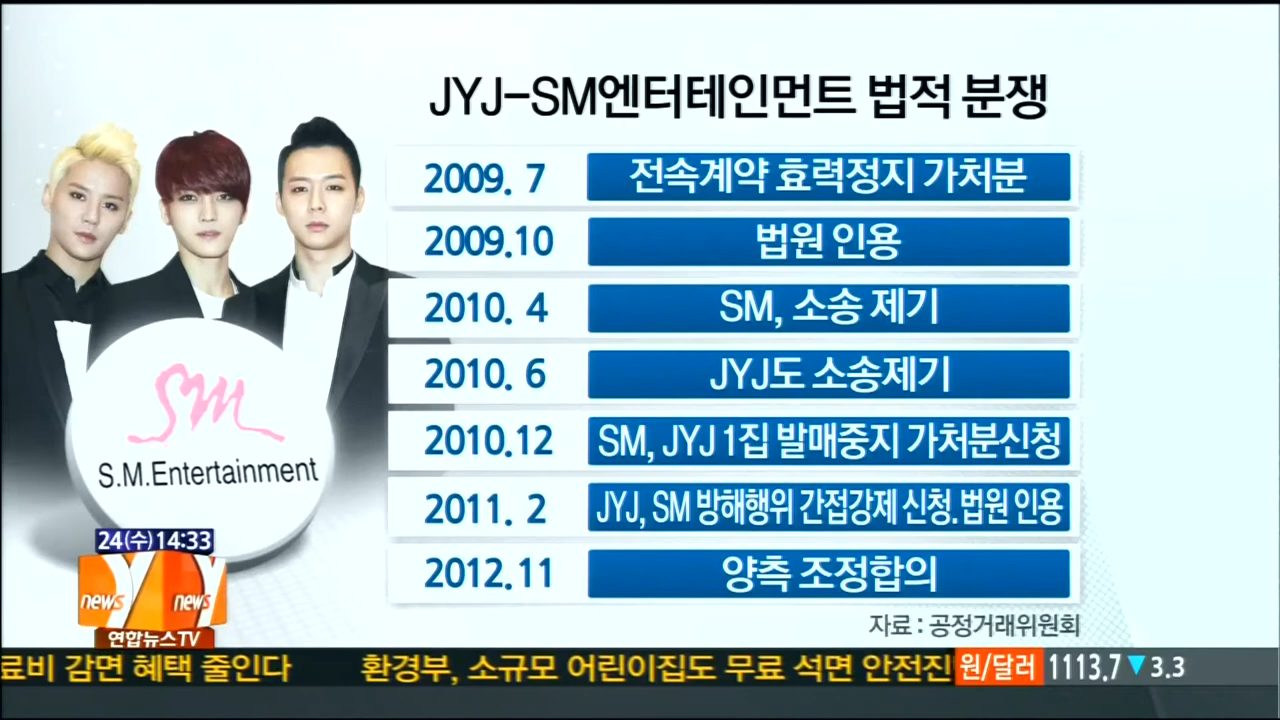 JYJ-SM엔터테인먼트 법적 분쟁
2009. 7 전속계약 효력정지 가처분
2009.10 법원 인용
2010. 4 SM, 소송 제기
2010. 6 JYJ도 소송제기
2010.12 SM, JYJ 1집 발매중지 가처분신청
2011. 2 JYJ, SM 방해행위 간접강제 신청. 법원 인용
2012.11 양측 조정합의
자료 : 공정거래위원회
SM
S.M.Entertainment
24(수) 14:33
Y Y
news news
연합뉴스TV
료비 감면 혜택 줄인다 환경부, 소규모 어린이집도 무료 석면 안전진 원/달러 1113.7 ▼ 3.3